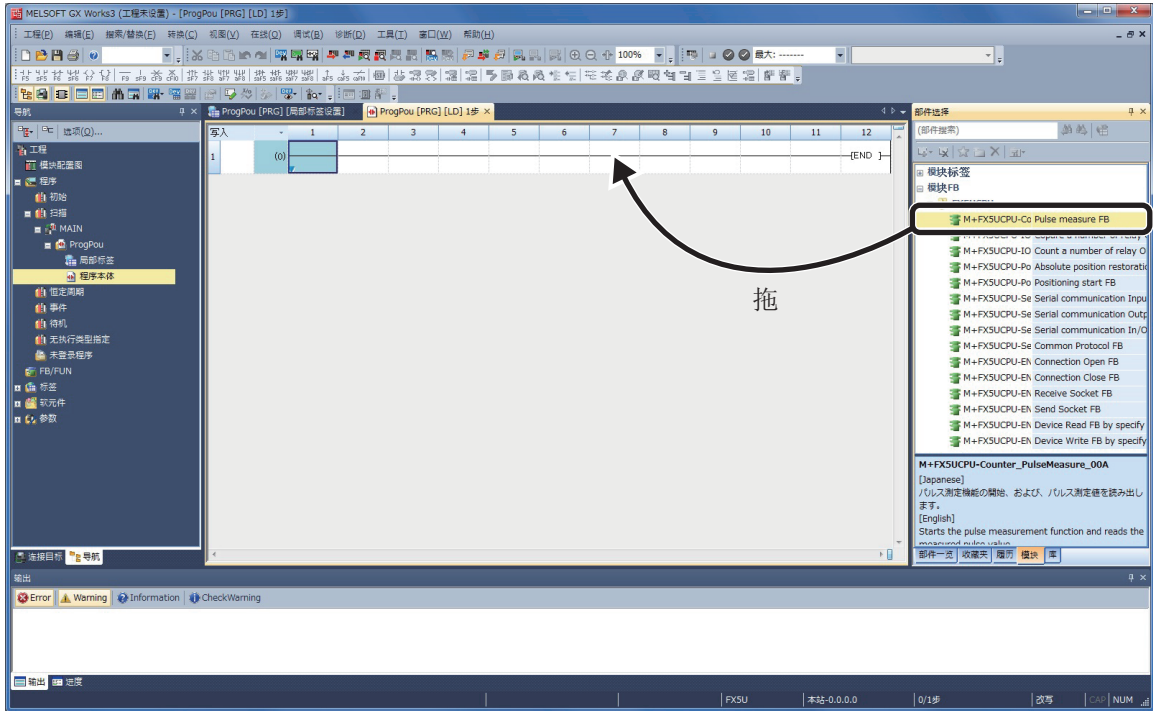 MELSOFT GX Works3 (工程未设置) - [ProgPou [PRG] [LD] 1步]
工程(P) 编辑(E) 搜索/替换(F) 转换(C) 视图(V) 在线(O) 调试(B) 诊断(D) 工具(T) 窗口(W) 帮助(H)
100% 最大: -------
导航
ProgPou [PRG] [局部标签设置]
ProgPou [PRG] [LD] 1步
部件选择
选项(O)...
工程
模块配置图
程序
初始
扫描
MAIN
ProgPou
局部标签
程序本体
恒定周期
事件
待机
无执行类型指定
未登录程序
FB/FUN
标签
软元件
参数
写入 1 2 3 4 5 6 7 8 9 10 11 12
1 (0) [END ]
拖
(部件搜索)
模块标签
模块FB
M+FX5UCPU-Co Pulse measure FB
M+FX5UCPU-IO Count a number of relay O
M+FX5UCPU-Po Absolute position restoratio
M+FX5UCPU-Po Positioning start FB
M+FX5UCPU-Se Serial communication Inpu
M+FX5UCPU-Se Serial communication Outp
M+FX5UCPU-Se Serial communication In/O
M+FX5UCPU-Se Common Protocol FB
M+FX5UCPU-EN Connection Open FB
M+FX5UCPU-EN Connection Close FB
M+FX5UCPU-EN Receive Socket FB
M+FX5UCPU-EN Send Socket FB
M+FX5UCPU-EN Device Read FB by specify
M+FX5UCPU-EN Device Write FB by specify
M+FX5UCPU-Counter_PulseMeasure_00A
[Japanese]
パルス測定機能の開始、および、パルス測定値を読み出し
ます。
[English]
Starts the pulse measurement function and reads the
measured pulse value.
部件一览 收藏夹 履历 模块 库
连接目标 导航
输出
Error Warning Information CheckWarning
输出 进度
FX5U 本站-0.0.0.0 0/1步 改写 CAP NUM